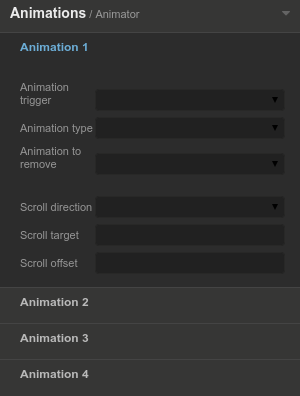 Animations / Animator
Animation 1
Animation
trigger
Animation type
Animation to
remove
Scroll direction
Scroll target
Scroll offset
Animation 2
Animation 3
Animation 4